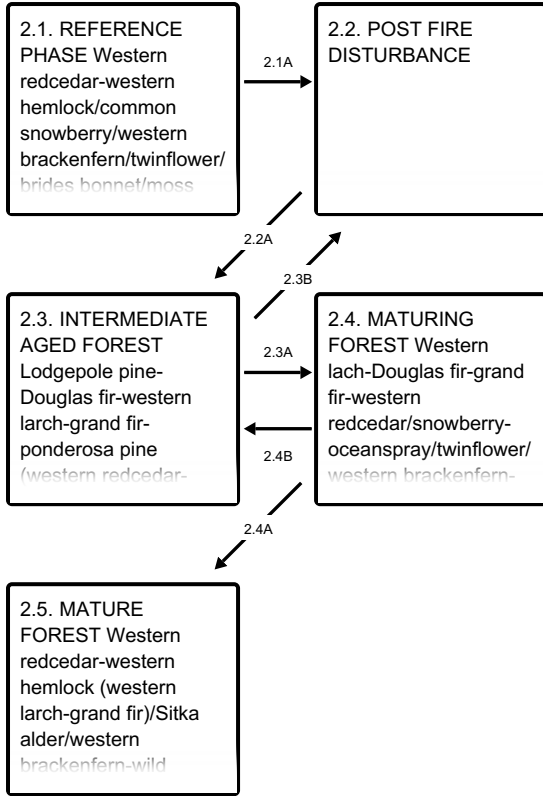 2.1. REFERENCE
PHASE Western
redcedar-western
hemlock/common
snowberry/western
brackenfern/twinflower/
brides bonnet/moss
2.1A
2.2. POST FIRE
DISTURBANCE
2.2A
2.3B
2.3. INTERMEDIATE
AGED FOREST
Lodgepole pine-
Douglas fir-western
larch-grand fir-
ponderosa pine
(western redcedar-
2.3A
2.4B
2.4. MATURING
FOREST Western
lach-Douglas fir-grand
fir-western
redcedar/snowberry-
oceanspray/twinflower/
western brackenfern-
2.4A
2.5. MATURE
FOREST Western
redcedar-western
hemlock (western
larch-grand fir)/Sitka
alder/western
brackenfern-wild